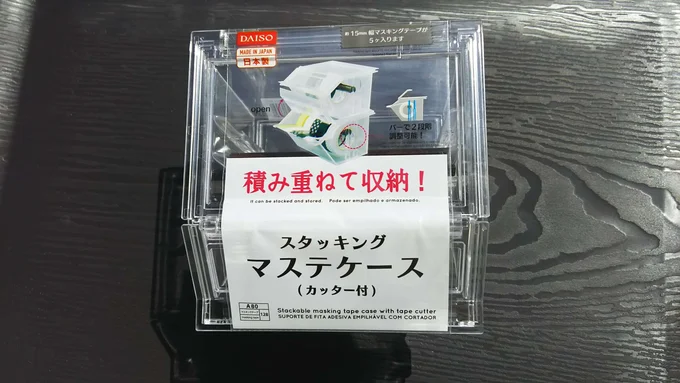 DAISO
MADE IN JAPAN
日本製
約15mm幅マスキングテープが
5ヶ入ります
open
バーで2段階
調整可能！
積み重ねて収納！
It can be stacked and stored. Pode ser empilhado e armazenado.
スタッキング
マステケース
（カッター付）
A60
128
Stackable masking tape case with tape cutter
SUPORTE DE FITA ADESIVA EMPILHÁVEL COM CORTADOR